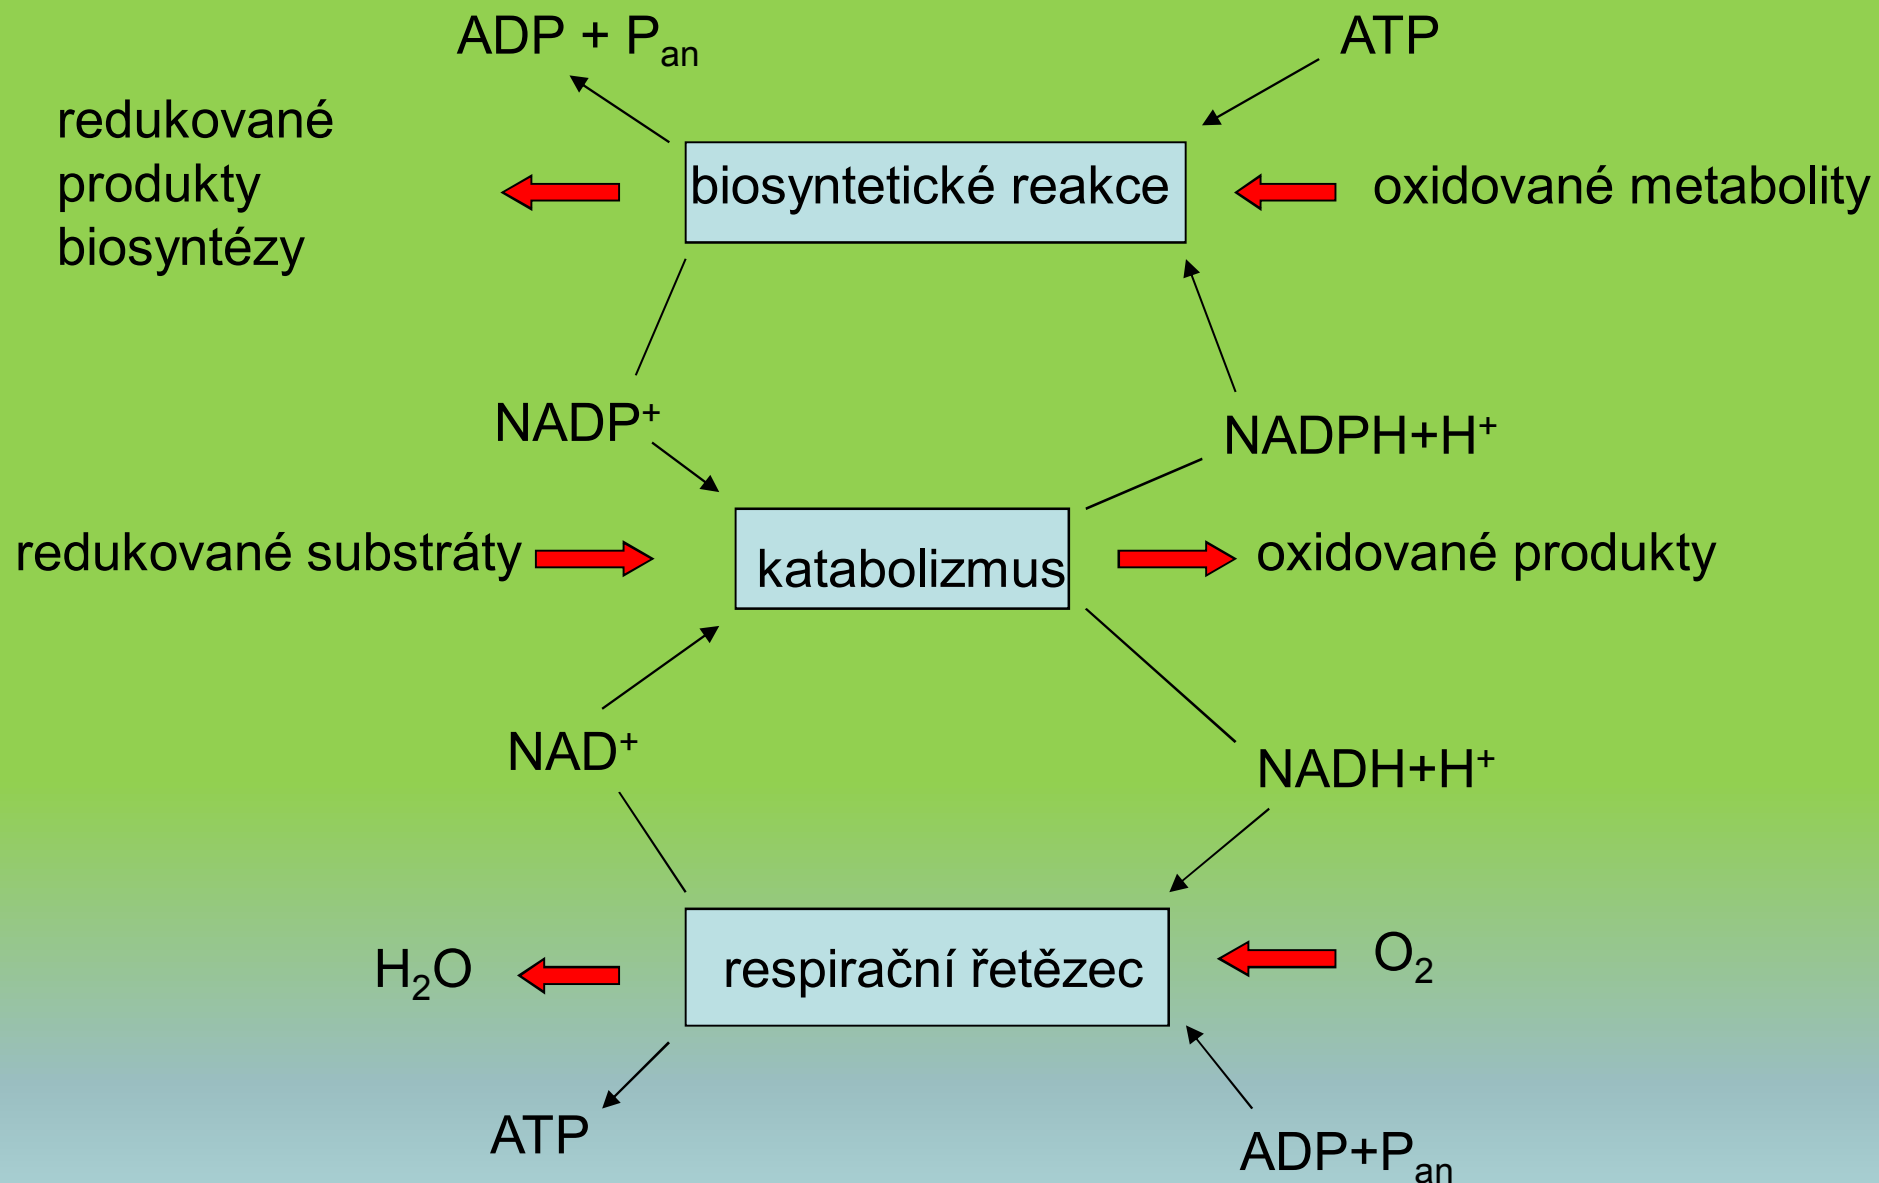 ADP + Pan
ATP
redukované
produkty
biosyntézy
biosyntetické reakce
oxidované metabolity
NADP⁺
NADPH+H⁺
redukované substráty
katabolizmus
oxidované produkty
NAD⁺
NADH+H⁺
H₂O
respirační řetězec
O₂
ATP
ADP+Pan